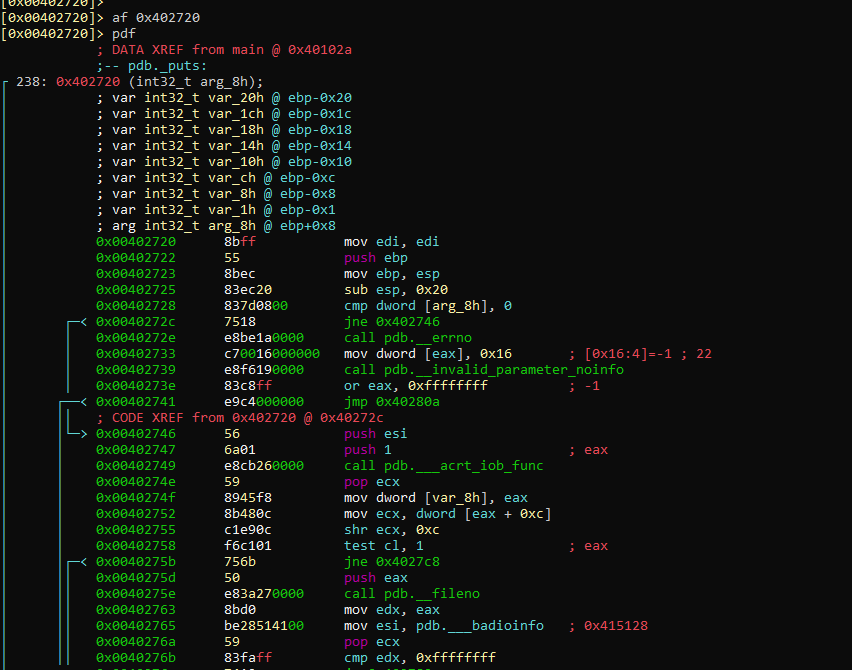 [0x00402720]>
[0x00402720]> af 0x402720
[0x00402720]> pdf
; DATA XREF from main @ 0x40102a
;-- pdb._puts:
238: 0x402720 (int32_t arg_8h);
; var int32_t var_20h @ ebp-0x20
; var int32_t var_1ch @ ebp-0x1c
; var int32_t var_18h @ ebp-0x18
; var int32_t var_14h @ ebp-0x14
; var int32_t var_10h @ ebp-0x10
; var int32_t var_ch @ ebp-0xc
; var int32_t var_8h @ ebp-0x8
; var int32_t var_1h @ ebp-0x1
; arg int32_t arg_8h @ ebp+0x8
0x00402720 8bff mov edi, edi
0x00402722 55 push ebp
0x00402723 8bec mov ebp, esp
0x00402725 83ec20 sub esp, 0x20
0x00402728 837d0800 cmp dword [arg_8h], 0
0x0040272c 7518 jne 0x402746
0x0040272e e8be1a0000 call pdb.__errno
0x00402733 c70016000000 mov dword [eax], 0x16 ; [0x16:4]=-1 ; 22
0x00402739 e8f6190000 call pdb.__invalid_parameter_noinfo
0x0040273e 83c8ff or eax, 0xffffffff ; -1
0x00402741 e9c4000000 jmp 0x40280a
; CODE XREF from 0x402720 @ 0x40272c
0x00402746 56 push esi
0x00402747 6a01 push 1 ; eax
0x00402749 e8cb260000 call pdb.___acrt_iob_func
0x0040274e 59 pop ecx
0x0040274f 8945f8 mov dword [var_8h], eax
0x00402752 8b480c mov ecx, dword [eax + 0xc]
0x00402755 c1e90c shr ecx, 0xc
0x00402758 f6c101 test cl, 1 ; eax
0x0040275b 756b jne 0x4027c8
0x0040275d 50 push eax
0x0040275e e83a270000 call pdb.__fileno
0x00402763 8bd0 mov edx, eax
0x00402765 be28514100 mov esi, pdb.___badioinfo ; 0x415128
0x0040276a 59 pop ecx
0x0040276b 83faff cmp edx, 0xffffffff